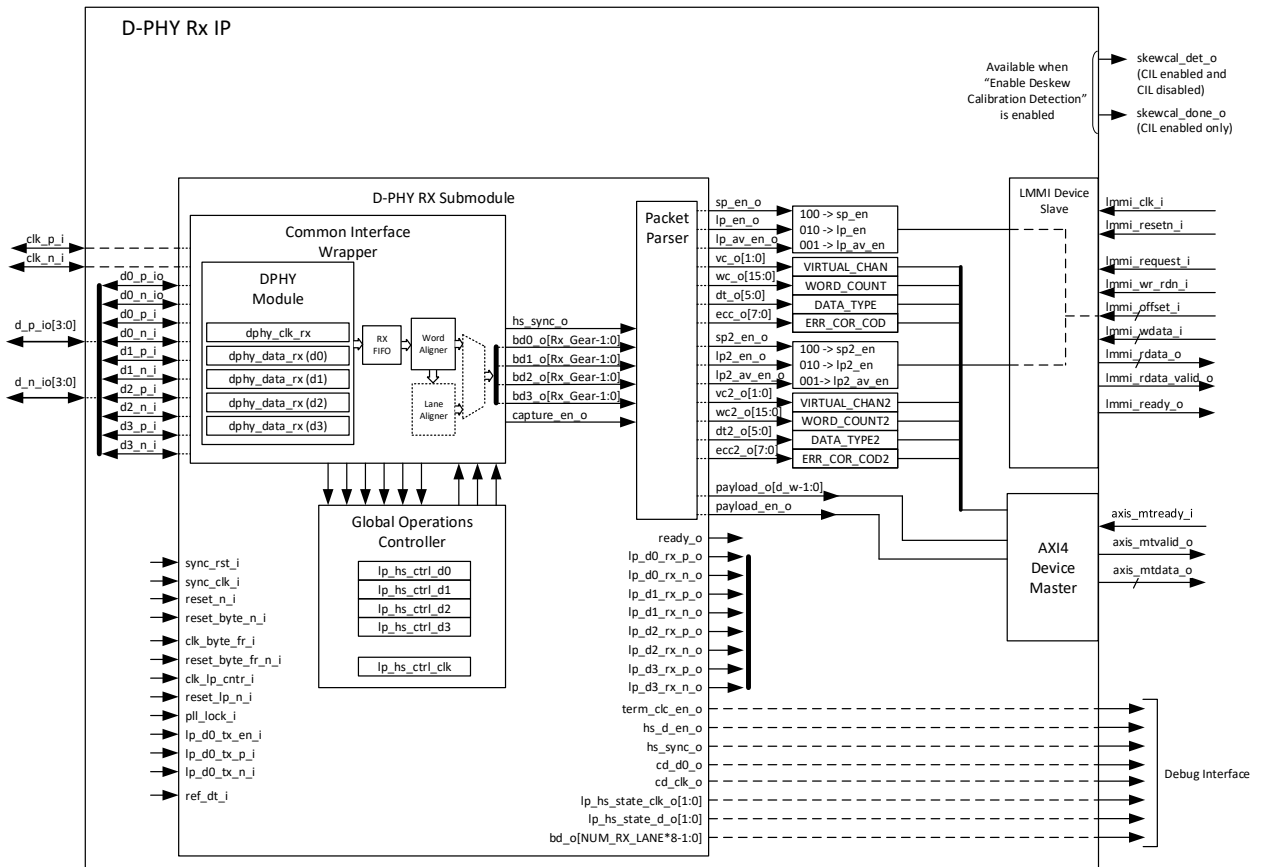 D-PHY Rx IP
Available when
“Enable Deskew
Calibration Detection”
is enabled
skewcal_det_o
(CIL enabled and
CIL disabled)
skewcal_done_o
(CIL enabled only)
D-PHY RX Submodule
Common Interface
Wrapper
DPHY
Module
dphy_clk_rx
dphy_data_rx (d0)
dphy_data_rx (d1)
dphy_data_rx (d2)
dphy_data_rx (d3)
RX
FIFO
Word
Aligner
Lane
Aligner
clk_p_i
clk_n_i
d_p_io[3:0]
d_n_io[3:0]
d0_p_io
d0_n_io
d0_p_i
d0_n_i
d1_p_i
d1_n_i
d2_p_i
d2_n_i
d3_p_i
d3_n_i
hs_sync_o
bd0_o[Rx_Gear-1:0]
bd1_o[Rx_Gear-1:0]
bd2_o[Rx_Gear-1:0]
bd3_o[Rx_Gear-1:0]
capture_en_o
Packet
Parser
sp_en_o
lp_en_o
lp_av_en_o
vc_o[1:0]
wc_o[15:0]
dt_o[5:0]
ecc_o[7:0]
sp2_en_o
lp2_en_o
lp2_av_en_o
vc2_o[1:0]
wc2_o[15:0]
dt2_o[5:0]
ecc2_o[7:0]
payload_o[d_w-1:0]
payload_en_o
100 -> sp_en
010 -> lp_en
001 -> lp_av_en
VIRTUAL_CHAN
WORD_COUNT
DATA_TYPE
ERR_COR_COD
100 -> sp2_en
010 -> lp2_en
001-> lp2_av_en
VIRTUAL_CHAN2
WORD_COUNT2
DATA_TYPE2
ERR_COR_COD2
LMMI Device
Slave
lmmi_clk_i
lmmi_resetn_i
lmmi_request_i
lmmi_wr_rdn_i
lmmi_offset_i
lmmi_wdata_i
lmmi_rdata_o
lmmi_rdata_valid_o
lmmi_ready_o
AXI4
Device
Master
axis_mtready_i
axis_mtvalid_o
axis_mtdata_o
Global Operations
Controller
lp_hs_ctrl_d0
lp_hs_ctrl_d1
lp_hs_ctrl_d2
lp_hs_ctrl_d3
lp_hs_ctrl_clk
sync_rst_i
sync_clk_i
reset_n_i
reset_byte_n_i
clk_byte_fr_i
reset_byte_fr_n_i
clk_lp_cntr_i
reset_lp_n_i
pll_lock_i
lp_d0_tx_en_i
lp_d0_tx_p_i
lp_d0_tx_n_i
ref_dt_i
ready_o
lp_d0_rx_p_o
lp_d0_rx_n_o
lp_d1_rx_p_o
lp_d1_rx_n_o
lp_d2_rx_p_o
lp_d2_rx_n_o
lp_d3_rx_p_o
lp_d3_rx_n_o
term_clc_en_o
hs_d_en_o
hs_sync_o
cd_d0_o
cd_clk_o
lp_hs_state_clk_o[1:0]
lp_hs_state_d_o[1:0]
bd_o[NUM_RX_LANE*8-1:0]
Debug Interface